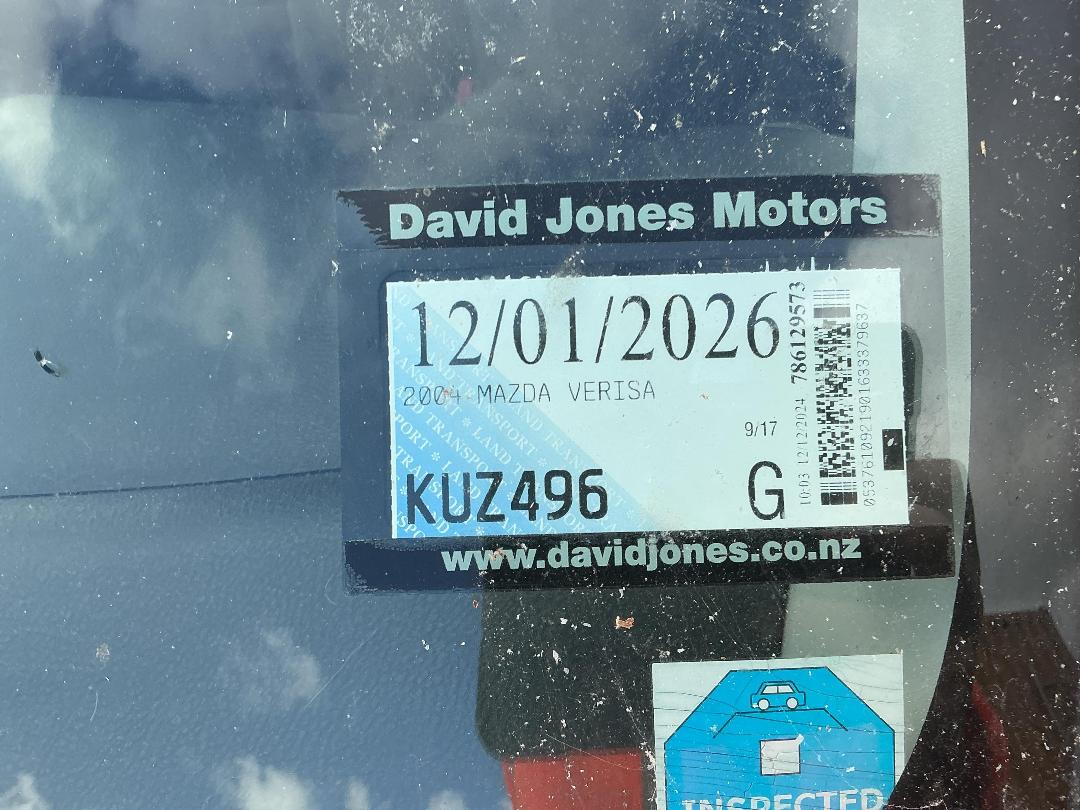 David Jones Motors
12/01/2026
2004 MAZDA VERISA
9/17
KUZ496
G
10:03 12/12/2024 786129573
0537610921901633379637
www.davidjones.co.nz
INSPECTED